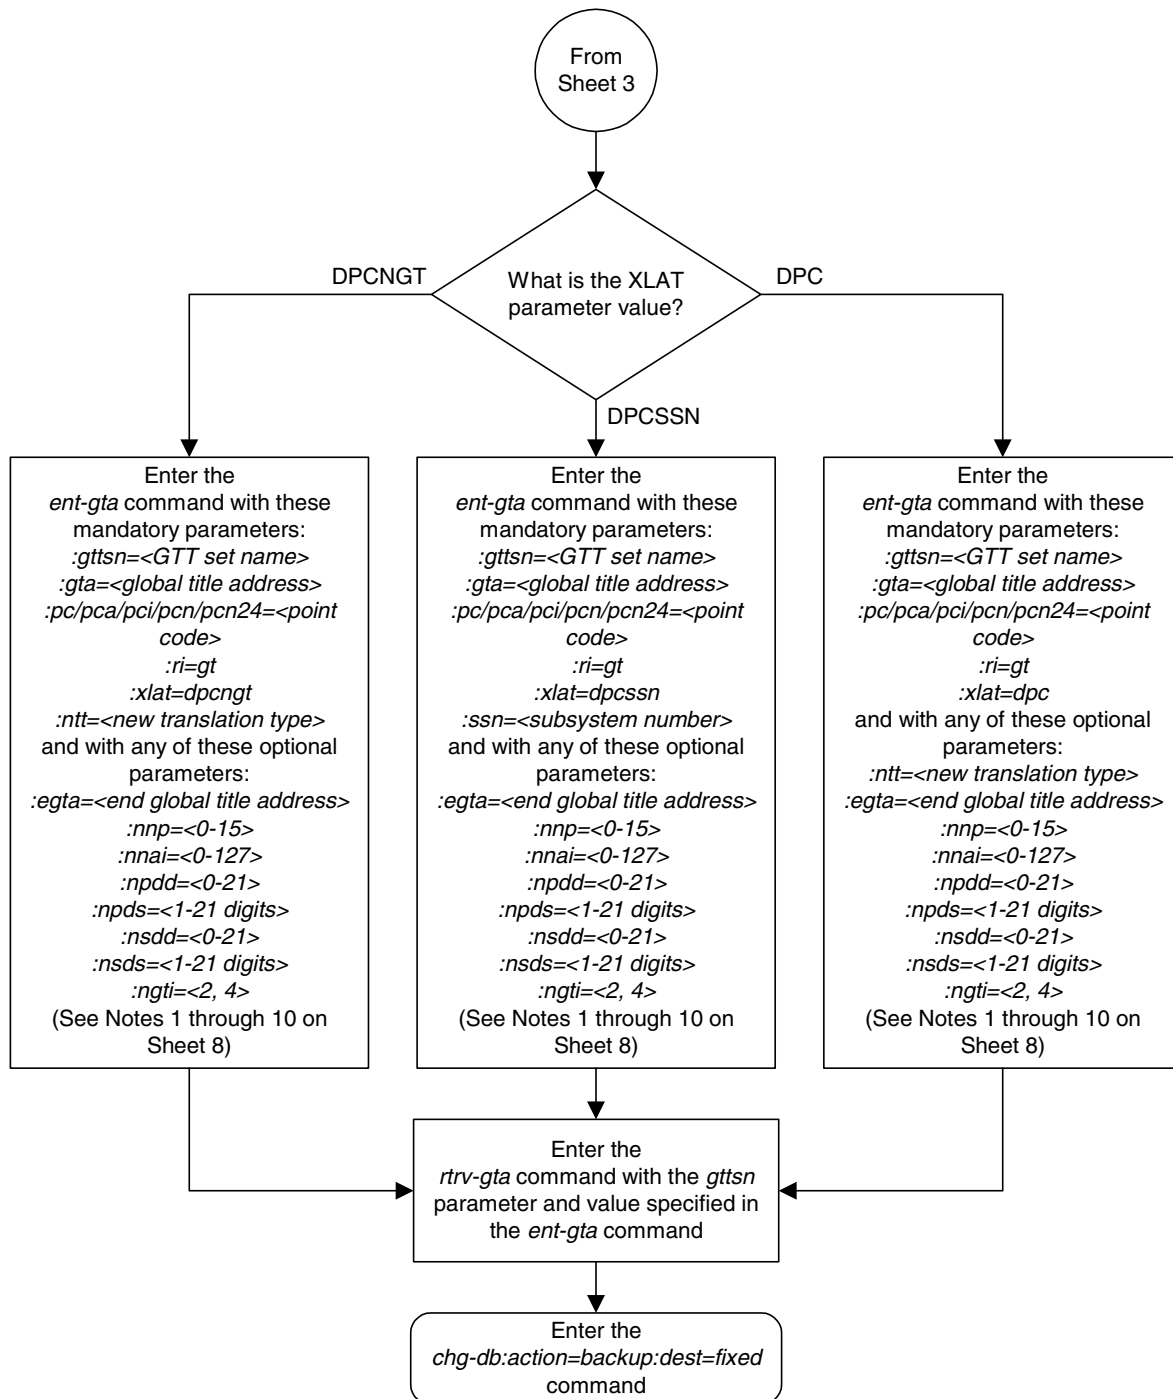 From
Sheet 3
What is the XLAT
parameter value?
DPCNGT
DPC
DPCSSN
Enter the
ent-gta command with these
mandatory parameters:
:gttsn=<GTT set name>
:gta=<global title address>
:pc/pca/pci/pcn/pcn24=<point
code>
:ri=gt
:xlat=dpcngt
:ntt=<new translation type>
and with any of these optional
parameters:
:egta=<end global title address>
:nnp=<0-15>
:nnai=<0-127>
:npdd=<0-21>
:npds=<1-21 digits>
:nsdd=<0-21>
:nsds=<1-21 digits>
:ngti=<2, 4>
(See Notes 1 through 10 on
Sheet 8)
Enter the
ent-gta command with these
mandatory parameters:
:gttsn=<GTT set name>
:gta=<global title address>
:pc/pca/pci/pcn/pcn24=<point
code>
:ri=gt
:xlat=dpcssn
:ssn=<subsystem number>
and with any of these optional
parameters:
:egta=<end global title address>
:nnp=<0-15>
:nnai=<0-127>
:npdd=<0-21>
:npds=<1-21 digits>
:nsdd=<0-21>
:nsds=<1-21 digits>
:ngti=<2, 4>
(See Notes 1 through 10 on
Sheet 8)
Enter the
ent-gta command with these
mandatory parameters:
:gttsn=<GTT set name>
:gta=<global title address>
:pc/pca/pci/pcn/pcn24=<point
code>
:ri=gt
:xlat=dpc
and with any of these optional
parameters:
:ntt=<new translation type>
:egta=<end global title address>
:nnp=<0-15>
:nnai=<0-127>
:npdd=<0-21>
:npds=<1-21 digits>
:nsdd=<0-21>
:nsds=<1-21 digits>
:ngti=<2, 4>
(See Notes 1 through 10 on
Sheet 8)
Enter the
rtrv-gta command with the gttsn
parameter and value specified in
the ent-gta command
Enter the
chg-db:action=backup:dest=fixed
command